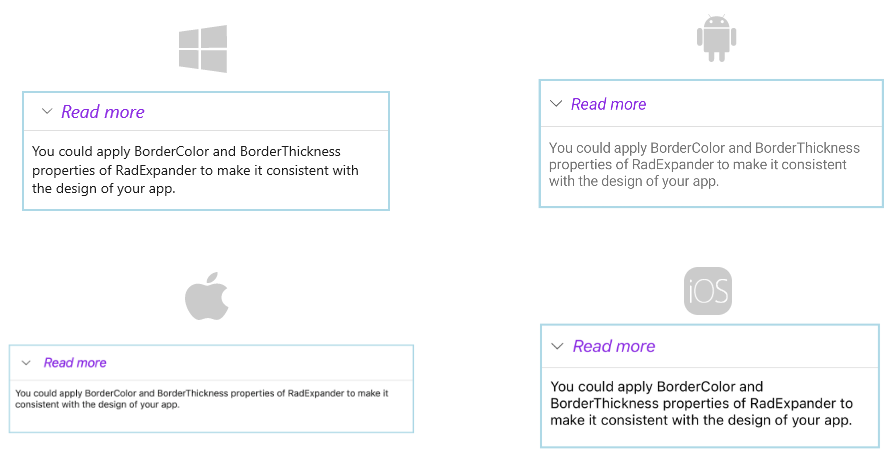 Read more
You could apply BorderColor and BorderThickness
properties of RadExpander to make it consistent with
the design of your app.
Read more
You could apply BorderColor and BorderThickness
properties of RadExpander to make it consistent
with the design of your app.
Read more
You could apply BorderColor and BorderThickness properties of RadExpander to make it
consistent with the design of your app.
iOS
Read more
You could apply BorderColor and
BorderThickness properties of RadExpander to
make it consistent with the design of your app.